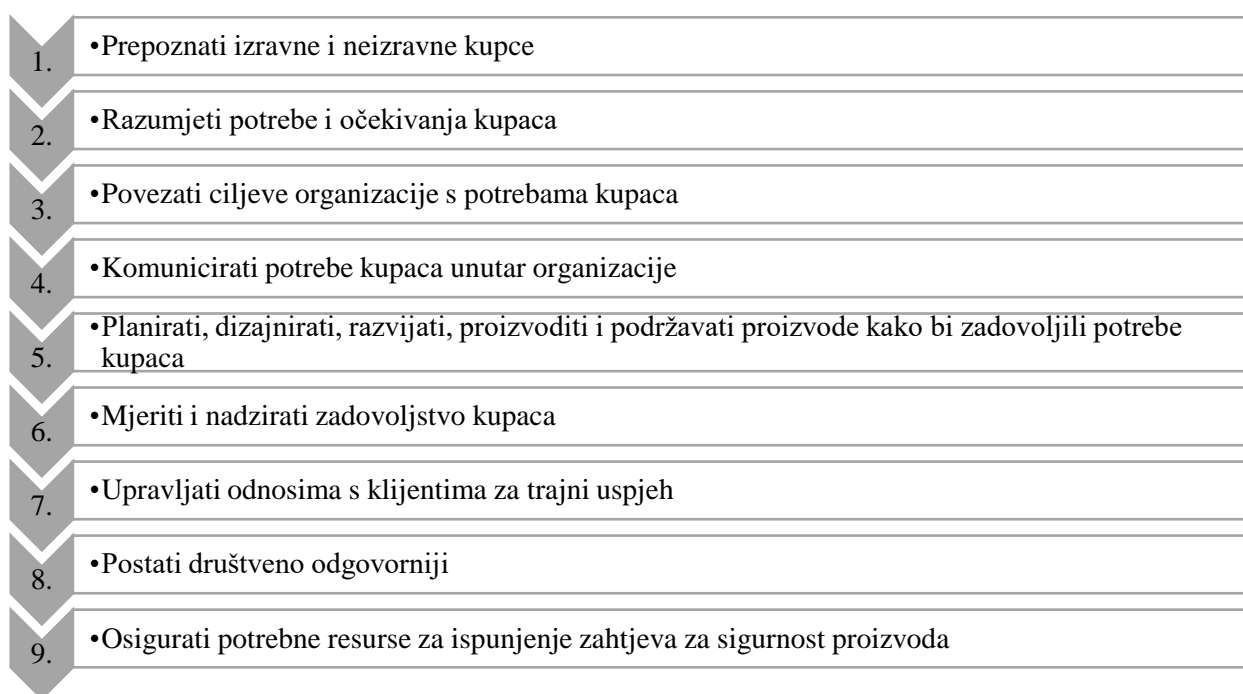 1. •Prepoznati izravne i neizravne kupce
2. •Razumjeti potrebe i očekivanja kupaca
3. •Povezati ciljeve organizacije s potrebama kupaca
4. •Komunicirati potrebe kupaca unutar organizacije
5. •Planirati, dizajnirati, razvijati, proizvoditi i podržavati proizvode kako bi zadovoljili potrebe
kupaca
6. •Mjeriti i nadzirati zadovoljstvo kupaca
7. •Upravljati odnosima s klijentima za trajni uspjeh
8. •Postati društveno odgovorniji
9. •Osigurati potrebne resurse za ispunjenje zahtjeva za sigurnost proizvoda